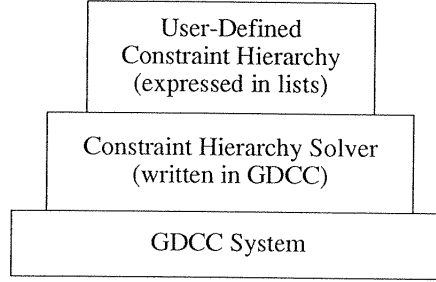 User-Defined
Constraint Hierarchy
(expressed in lists)
Constraint Hierarchy Solver
(written in GDCC)
GDCC System